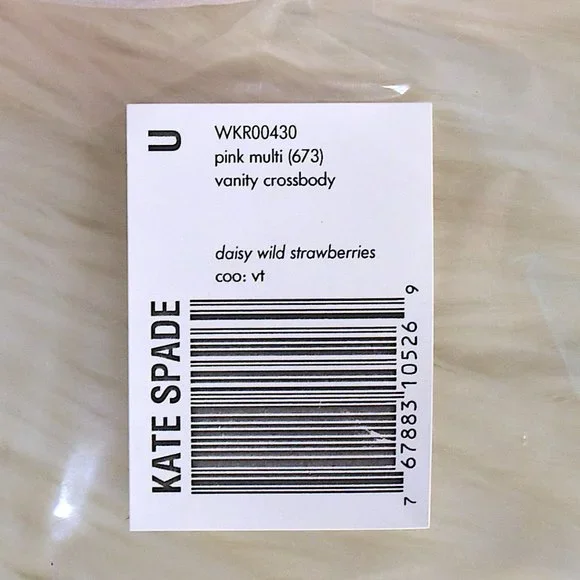 U
WKR00430
pink multi (673)
vanity crossbody
daisy wild strawberries
coo: vt
KATE SPADE
7 67883 10526 9